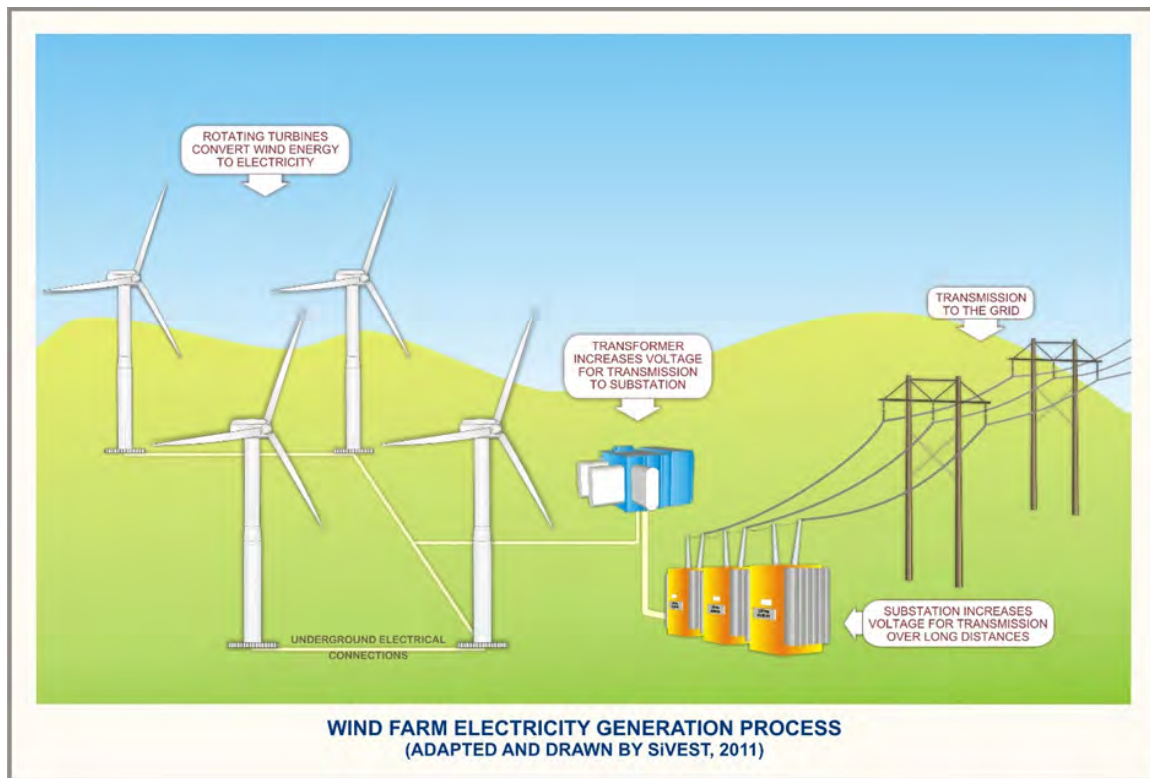 ROTATING TURBINES
CONVERT WIND ENERGY
TO ELECTRICITY
TRANSMISSION
TO THE GRID
TRANSFORMER
INCREASES VOLTAGE
FOR TRANSMISSION
TO SUBSTATION
SUBSTATION INCREASES
VOLTAGE FOR TRANSMISSION
OVER LONG DISTANCES
UNDERGROUND ELECTRICAL
CONNECTIONS
WIND FARM ELECTRICITY GENERATION PROCESS
(ADAPTED AND DRAWN BY SiVEST, 2011)